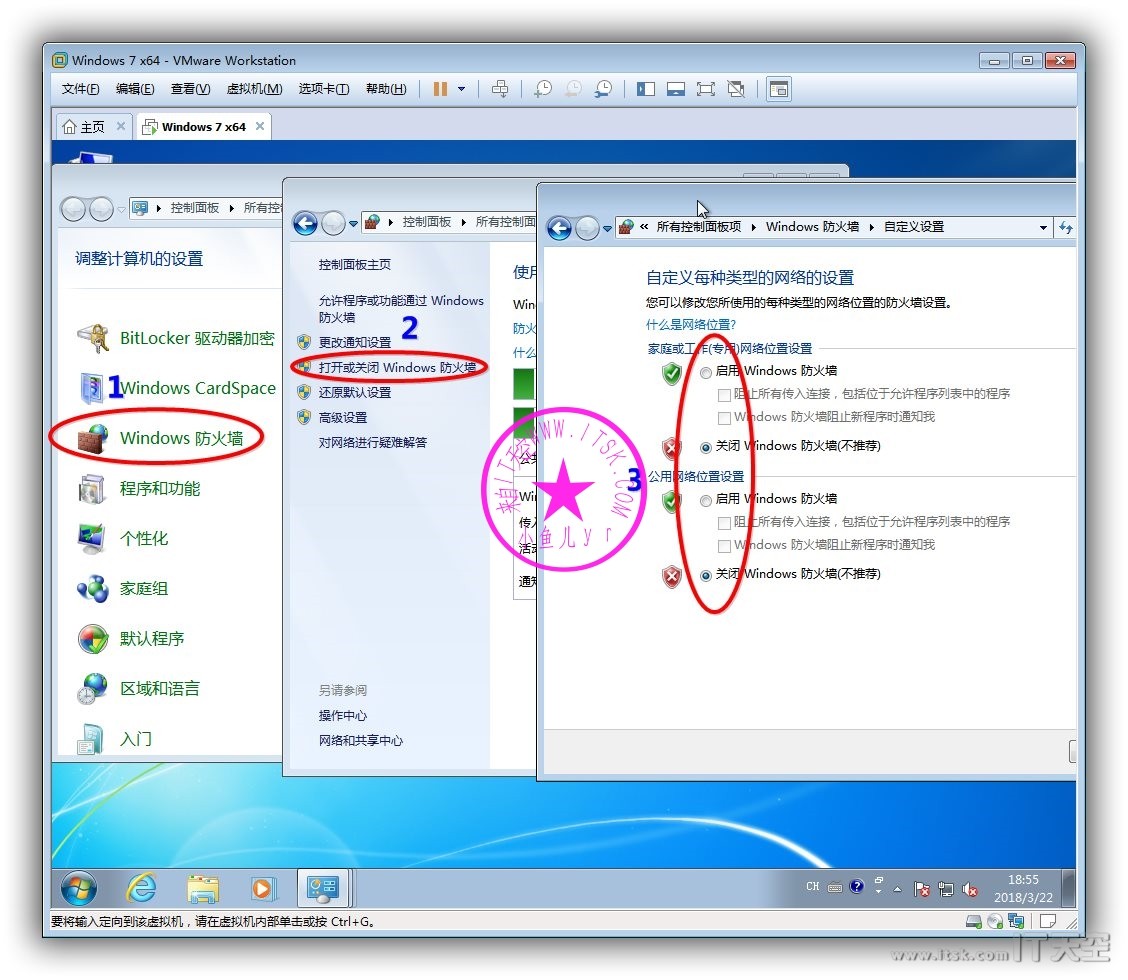 Windows 7 x64 - VMware Workstation
文件(F) 编辑(E) 查看(V) 虚拟机(M) 选项卡(T) 帮助(H)
主页 Windows 7 x64
控制面板 所有控
调整计算机的设置
BitLocker 驱动器加密
1
Windows CardSpace
Windows 防火墙
程序和功能
个性化
家庭组
默认程序
区域和语言
入门
控制面板 所有控制面
控制面板主页
允许程序或功能通过 Windows
防火墙
2
更改通知设置
打开或关闭 Windows 防火墙
还原默认设置
高级设置
对网络进行疑难解答
另请参阅
操作中心
网络和共享中心
使用
Win
防火
什么
公共
Win
传入
活动
通知
« 所有控制面板项 Windows 防火墙 自定义设置
自定义每种类型的网络的设置
您可以修改您所使用的每种类型的网络位置的防火墙设置。
什么是网络位置?
家庭或工作(专用)网络位置设置
启用 Windows 防火墙
阻止所有传入连接，包括位于允许程序列表中的程序
Windows 防火墙阻止新程序时通知我
关闭 Windows 防火墙(不推荐)
3
公用网络位置设置
启用 Windows 防火墙
阻止所有传入连接，包括位于允许程序列表中的程序
Windows 防火墙阻止新程序时通知我
关闭 Windows 防火墙(不推荐)
来自IT天空WWW.ITSK.COM
小鱼儿yr
CH
18:55
2018/3/22
要将输入定向到该虚拟机，请在虚拟机内部单击或按 Ctrl+G。
www.itsk.com IT天空